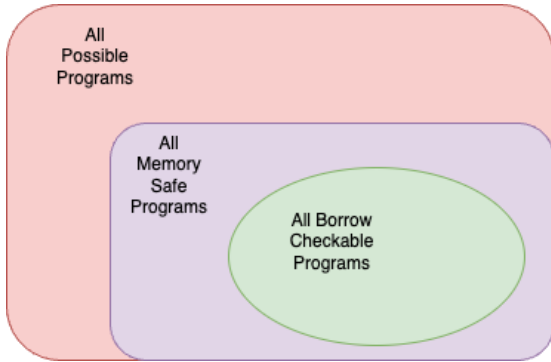 All
Possible
Programs
All
Memory
Safe
Programs
All Borrow
Checkable
Programs